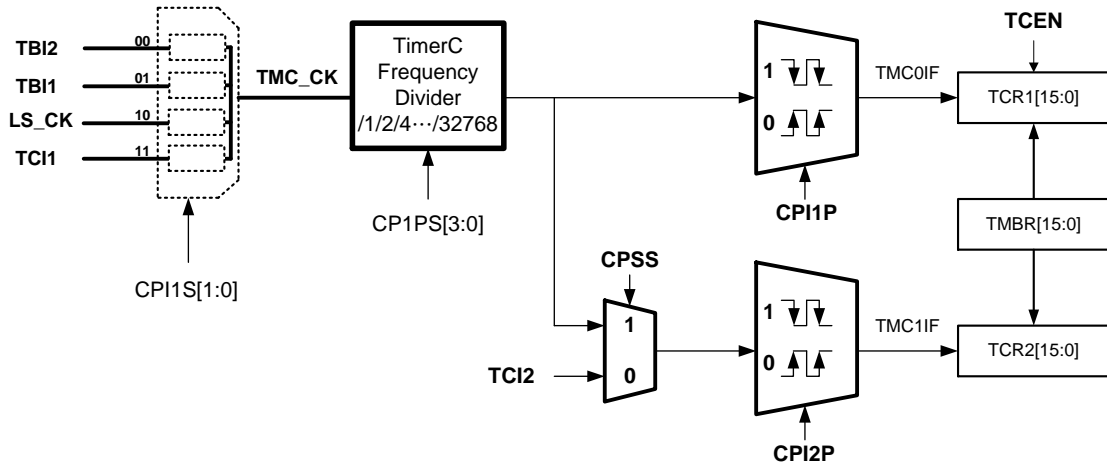 TBI2
00
TBI1
01
LS_CK
10
TCI1
11
CPI1S[1:0]
TMC_CK
TimerC
Frequency
Divider
/1/2/4⋯/32768
CP1PS[3:0]
1
0
CPI1P
TMC0IF
TCEN
TCR1[15:0]
TMBR[15:0]
CPSS
1
0
TCI2
1
0
CPI2P
TMC1IF
TCR2[15:0]